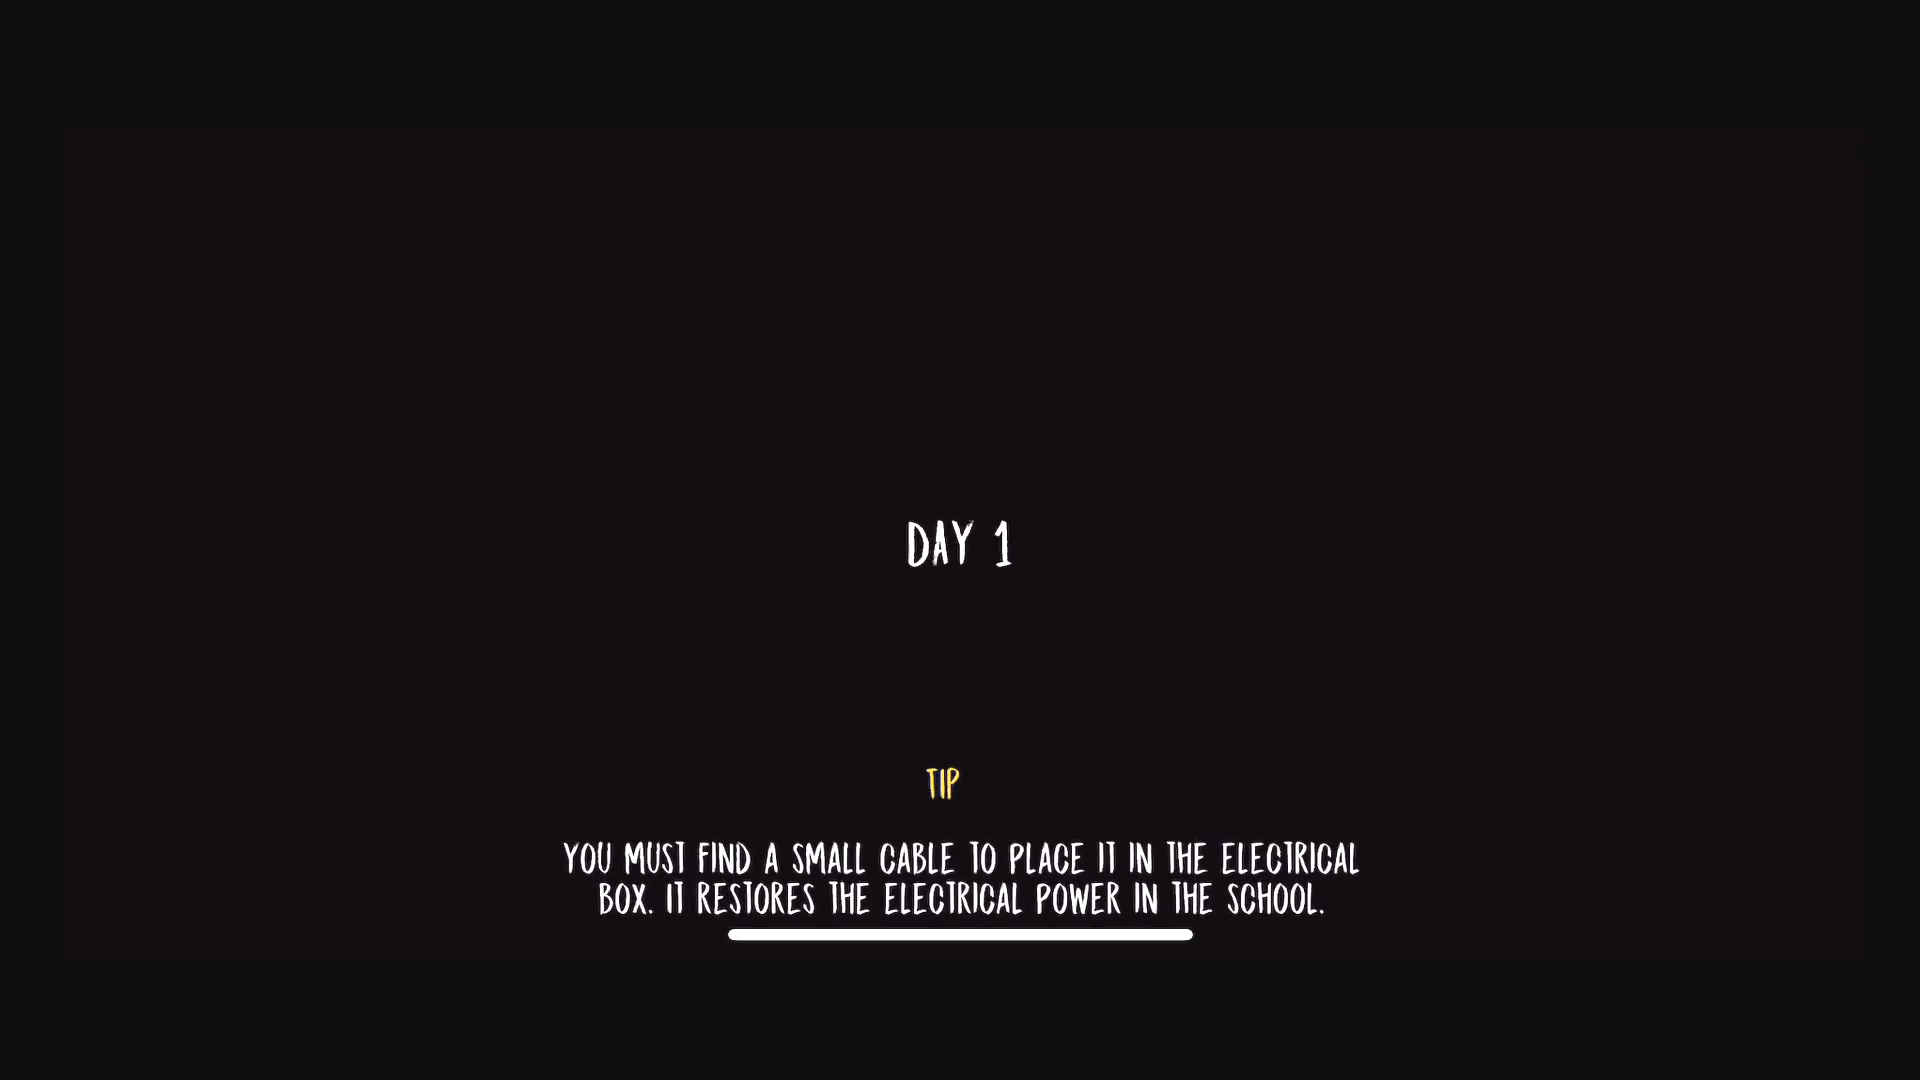 DAY 1
TIP
YOU MUST FIND A SMALL CABLE TO PLACE IT IN THE ELECTRICAL
BOX. IT RESTORES THE ELECTRICAL POWER IN THE SCHOOL.